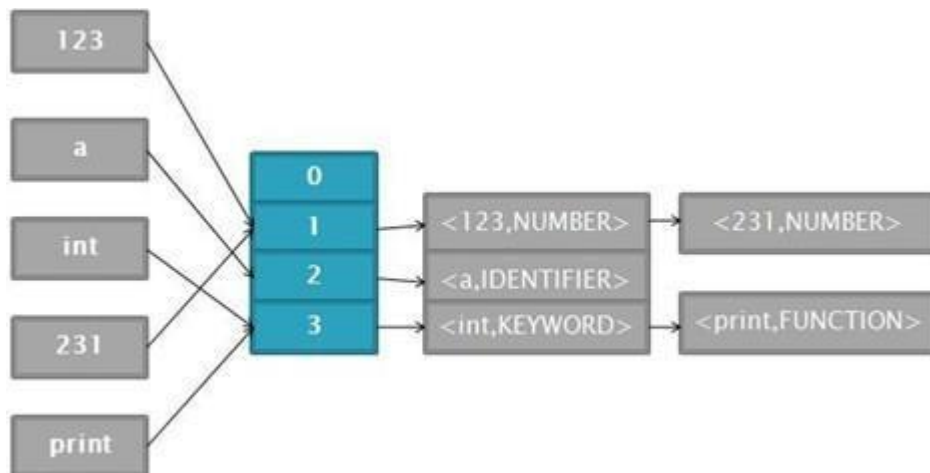 123
a
int
231
print
0
1
2
3
<123,NUMBER>
<231,NUMBER>
<a,IDENTIFIER>
<int,KEYWORD>
<print,FUNCTION>